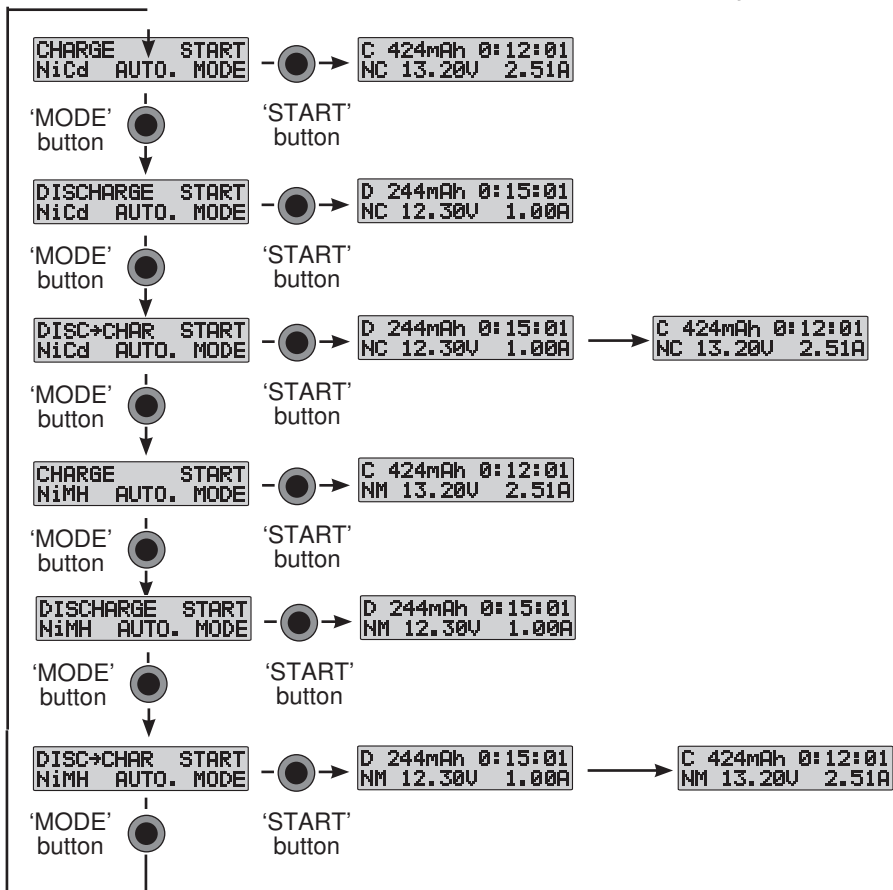 CHARGE START
NiCd AUTO. MODE
C 424mAh 0:12:01
NC 13.20V 2.51A
‘MODE’
button
‘START’
button
DISCHARGE START
NiCd AUTO. MODE
D 244mAh 0:15:01
NC 12.30V 1.00A
‘MODE’
button
‘START’
button
DISC→CHAR START
NiCd AUTO. MODE
D 244mAh 0:15:01
NC 12.30V 1.00A
C 424mAh 0:12:01
NC 13.20V 2.51A
‘MODE’
button
‘START’
button
CHARGE START
NiMH AUTO. MODE
C 424mAh 0:12:01
NM 13.20V 2.51A
‘MODE’
button
‘START’
button
DISCHARGE START
NiMH AUTO. MODE
D 244mAh 0:15:01
NM 12.30V 1.00A
‘MODE’
button
‘START’
button
DISC→CHAR START
NiMH AUTO. MODE
D 244mAh 0:15:01
NM 12.30V 1.00A
C 424mAh 0:12:01
NM 13.20V 2.51A
‘MODE’
button
‘START’
button